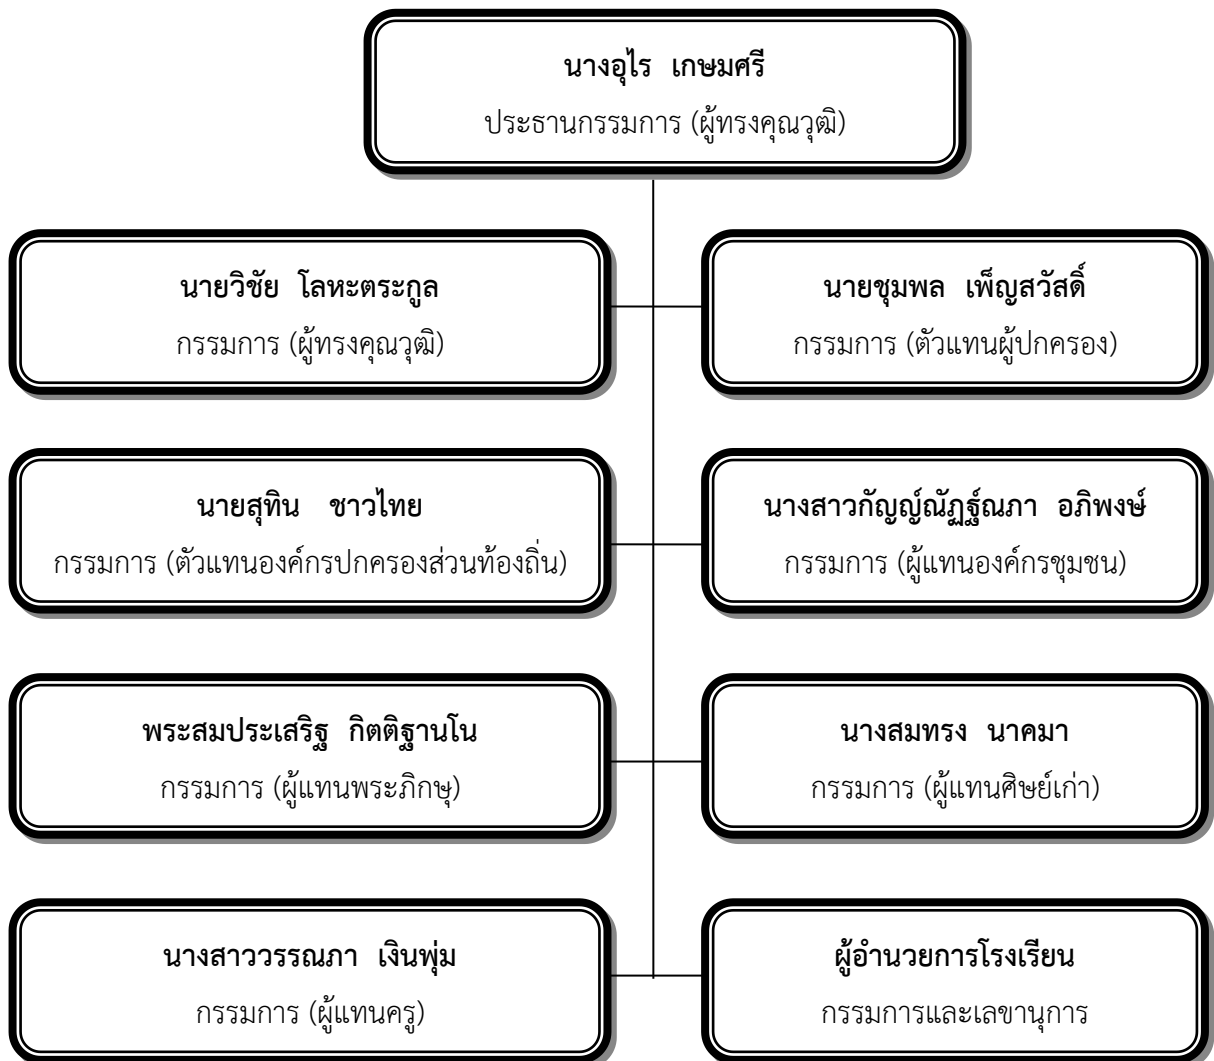 นางอุไร เกษมศรี
ประธานกรรมการ (ผู้ทรงคุณวุฒิ)
นายวิชัย โลหะตระกูล
กรรมการ (ผู้ทรงคุณวุฒิ)
นายชุมพล เพ็ญสวัสดิ์
กรรมการ (ตัวแทนผู้ปกครอง)
นายสุทิน ชาวไทย
กรรมการ (ตัวแทนองค์กรปกครองส่วนท้องถิ่น)
นางสาวกัญญ์ณัฏฐ์ณภา อภิพงษ์
กรรมการ (ผู้แทนองค์กรชุมชน)
พระสมประเสริฐ กิตติฐานโน
กรรมการ (ผู้แทนพระภิกษุ)
นางสมทรง นาคมา
กรรมการ (ผู้แทนศิษย์เก่า)
นางสาววรรณภา เงินพุ่ม
กรรมการ (ผู้แทนครู)
ผู้อำนวยการโรงเรียน
กรรมการและเลขานุการ